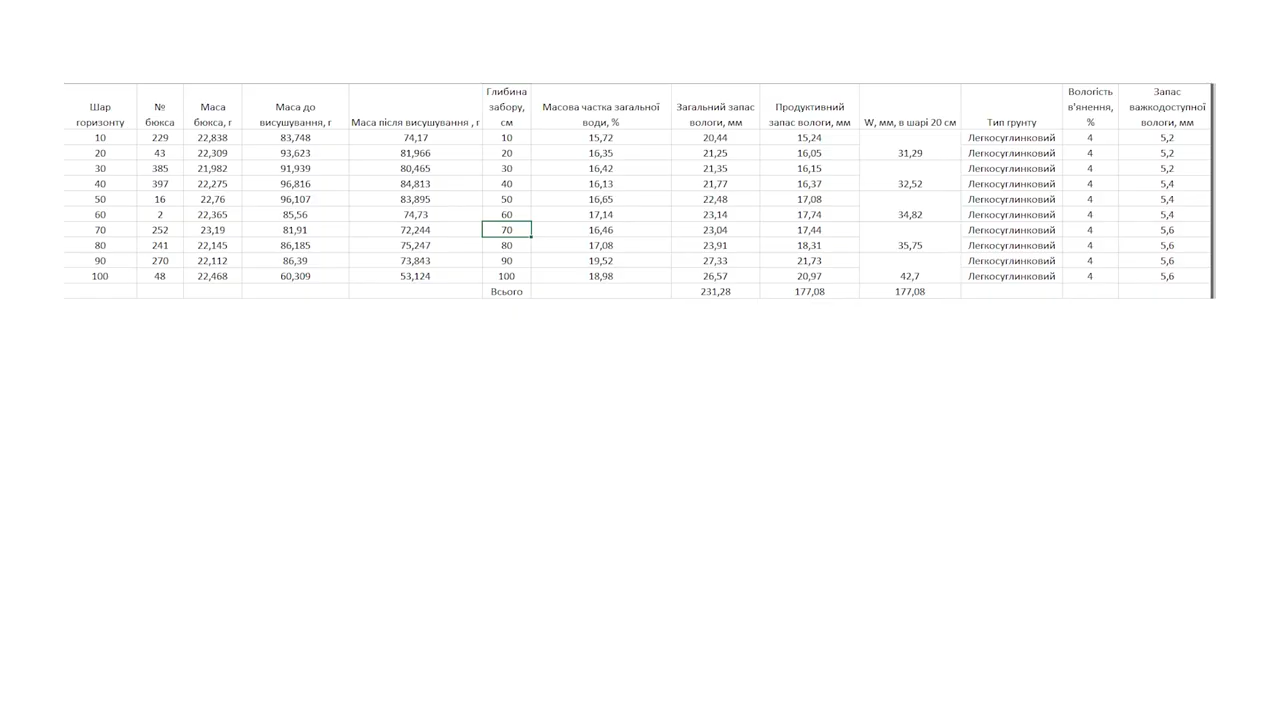 Шар горизонту № бюкса Маса бюкса, г Маса до висушування, г Маса після висушування , г Глибина забору, см Масова частка загальної води, % Загальний запас вологи, мм Продуктивний запас вологи, мм W, мм, в шарі 20 см Тип грунту Вологість в'янення, % Запас важкодоступної вологи, мм
10 229 22,838 83,748 74,17 10 15,72 20,44 15,24 Легкосуглинковий 4 5,2
20 43 22,309 93,623 81,966 20 16,35 21,25 16,05 31,29 Легкосуглинковий 4 5,2
30 385 21,982 91,939 80,465 30 16,42 21,35 16,15 Легкосуглинковий 4 5,2
40 397 22,275 96,816 84,813 40 16,13 21,77 16,37 32,52 Легкосуглинковий 4 5,4
50 16 22,76 96,107 83,895 50 16,65 22,48 17,08 Легкосуглинковий 4 5,4
60 2 22,365 85,56 74,73 60 17,14 23,14 17,74 34,82 Легкосуглинковий 4 5,4
70 252 23,19 81,91 72,244 70 16,46 23,04 17,44 Легкосуглинковий 4 5,6
80 241 22,145 86,185 75,247 80 17,08 23,91 18,31 35,75 Легкосуглинковий 4 5,6
90 270 22,112 86,39 73,843 90 19,52 27,33 21,73 Легкосуглинковий 4 5,6
100 48 22,468 60,309 53,124 100 18,98 26,57 20,97 42,7 Легкосуглинковий 4 5,6
Всього 231,28 177,08 177,08